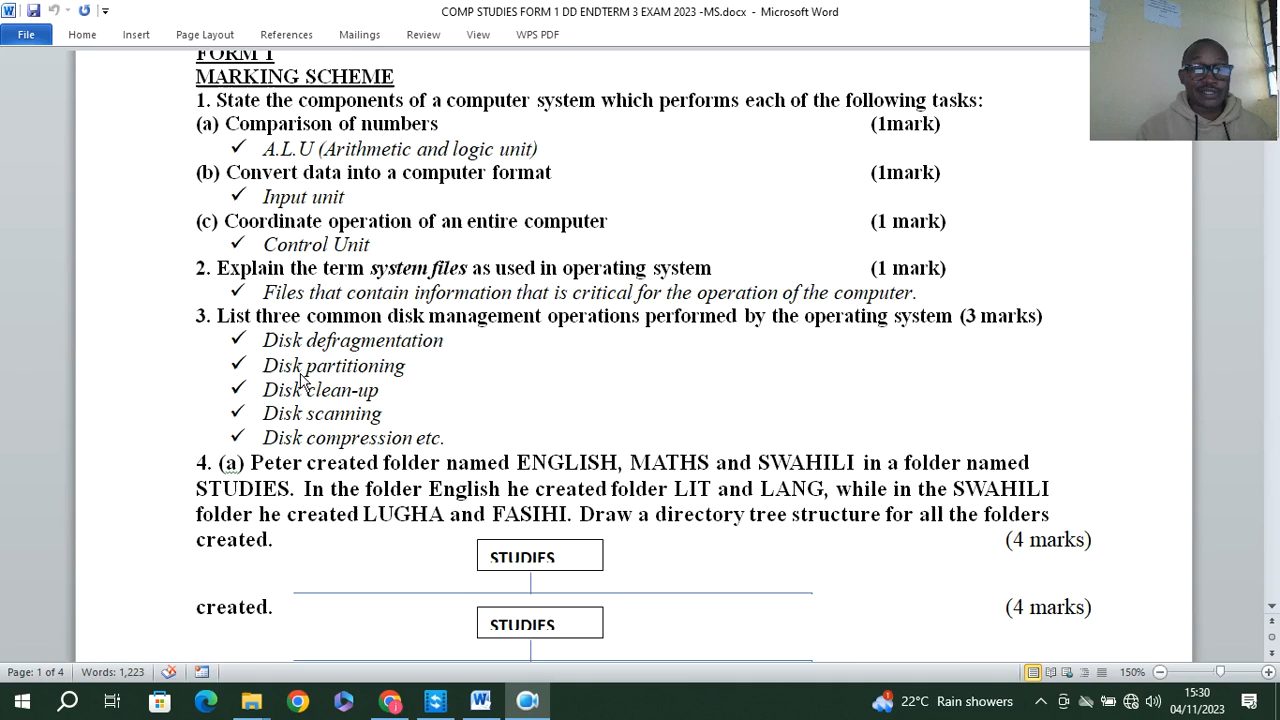 COMP STUDIES FORM 1 DD ENDTERM 3 EXAM 2023 -MS.docx - Microsoft Word
File Home Insert Page Layout References Mailings Review View WPS PDF
FORM 1
MARKING SCHEME
1. State the components of a computer system which performs each of the following tasks:
(a) Comparison of numbers (1mark)
✓ A.L.U (Arithmetic and logic unit)
(b) Convert data into a computer format (1mark)
✓ Input unit
(c) Coordinate operation of an entire computer (1 mark)
✓ Control Unit
2. Explain the term system files as used in operating system (1 mark)
✓ Files that contain information that is critical for the operation of the computer.
3. List three common disk management operations performed by the operating system (3 marks)
✓ Disk defragmentation
✓ Disk partitioning
✓ Disk clean-up
✓ Disk scanning
✓ Disk compression etc.
4. (a) Peter created folder named ENGLISH, MATHS and SWAHILI in a folder named
STUDIES. In the folder English he created folder LIT and LANG, while in the SWAHILI
folder he created LUGHA and FASIHI. Draw a directory tree structure for all the folders
created. (4 marks)
STUDIES
created. (4 marks)
STUDIES
Page: 1 of 4 Words: 1,223 150%
22°C Rain showers 15:30
04/11/2023